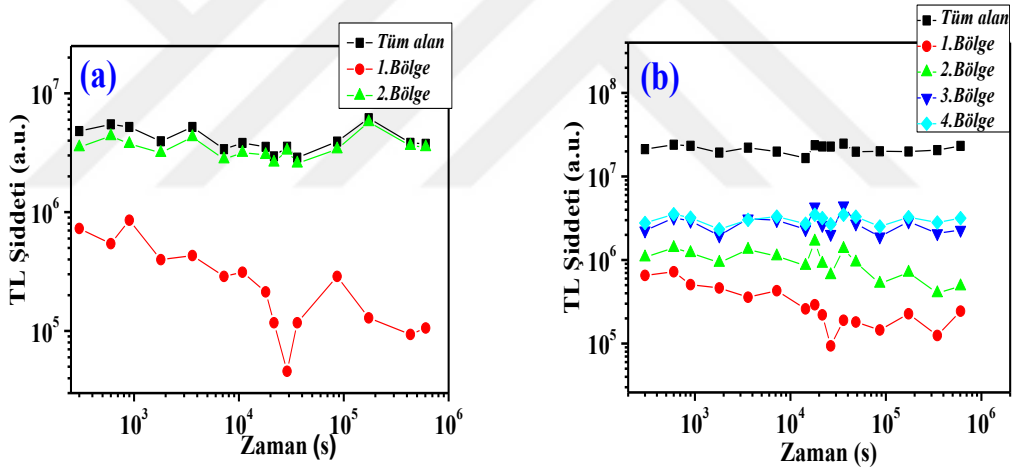 (a)
Tüm alan
1.Bölge
2.Bölge
TL Şiddeti (a.u.)
10⁷
10⁶
10⁵
10³
10⁴
10⁵
10⁶
Zaman (s)
(b)
Tüm alan
1.Bölge
2.Bölge
3.Bölge
4.Bölge
TL Şiddeti (a.u.)
10⁸
10⁷
10⁶
10⁵
10³
10⁴
10⁵
10⁶
Zaman (s)